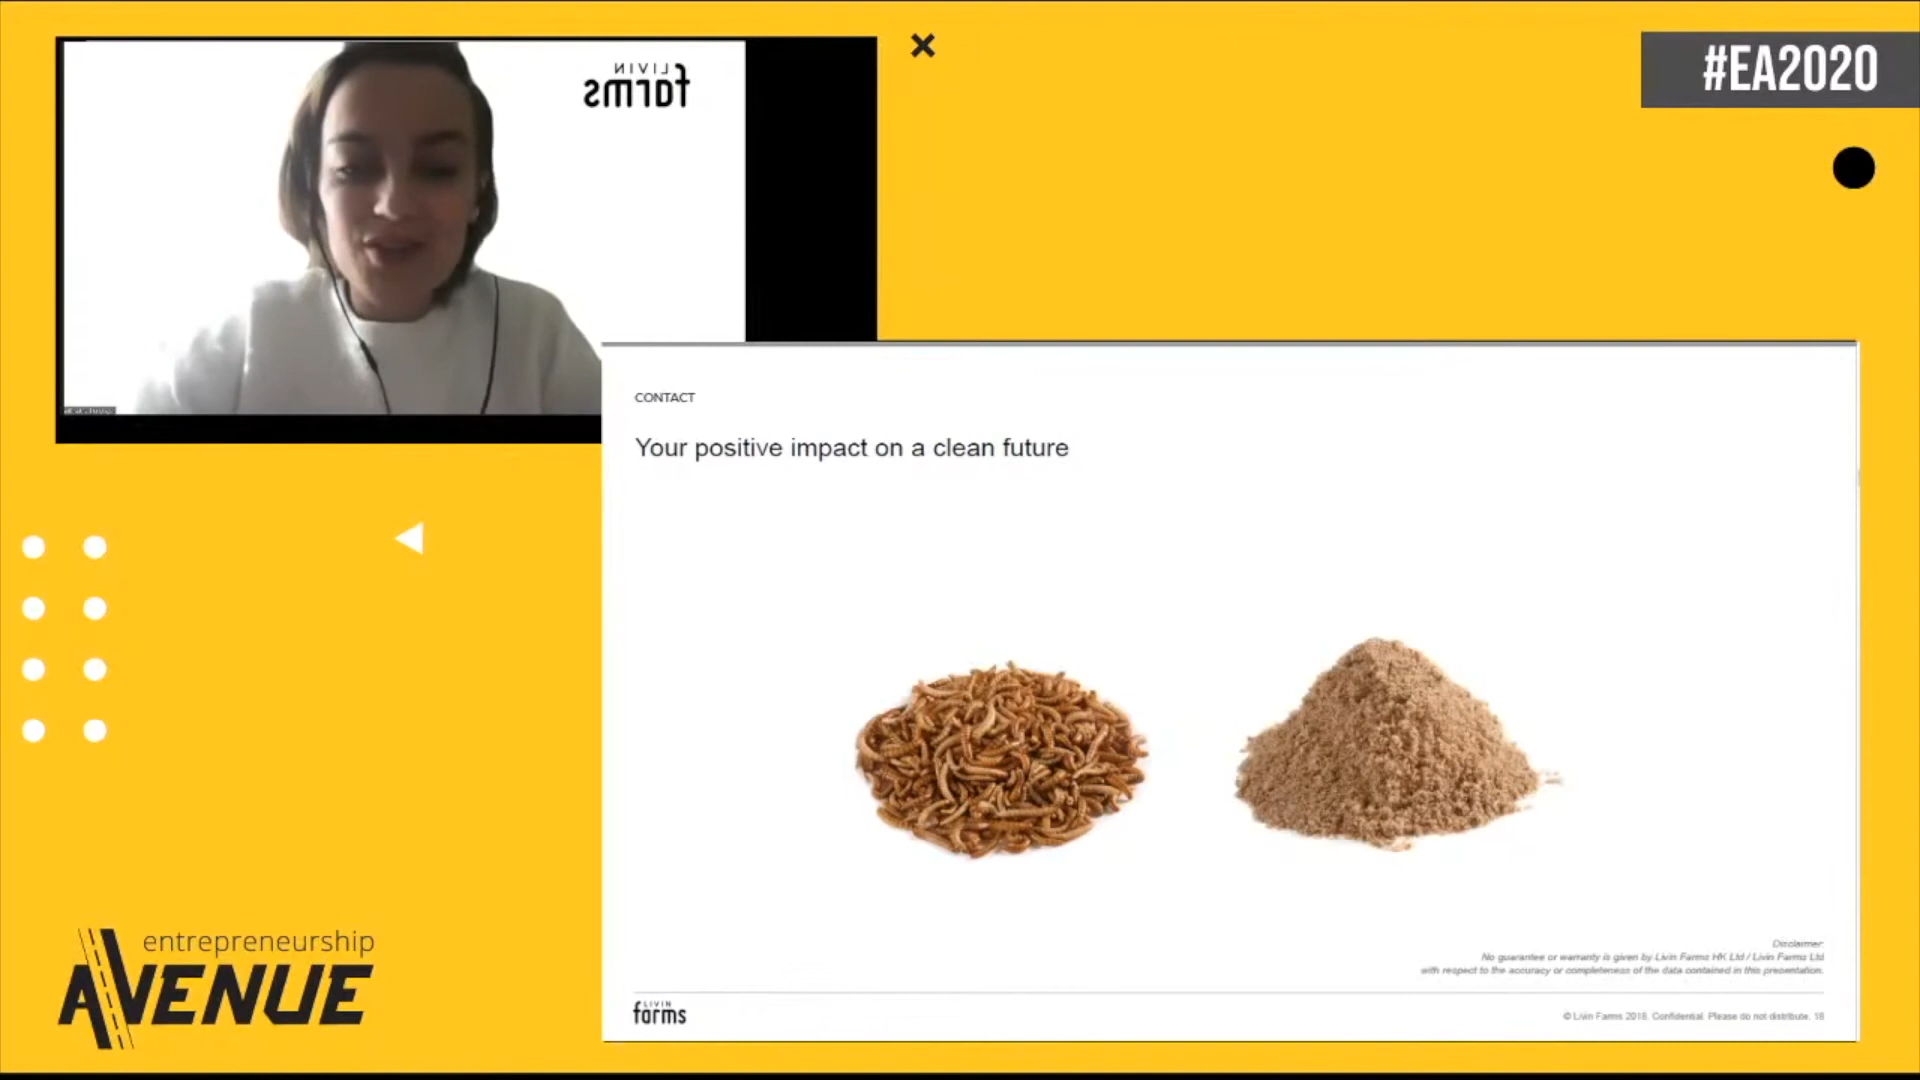 LIVIN
farms
#EA2020
CONTACT
Your positive impact on a clean future
Disclaimer:
No guarantee or warranty is given by Livin Farms HK Ltd / Livin Farms Ltd
with respect to the accuracy or completeness of the data contained in this presentation.
LIVIN
farms
© Livin Farms 2018. Confidential. Please do not distribute. 18
entrepreneurship
AVENUE